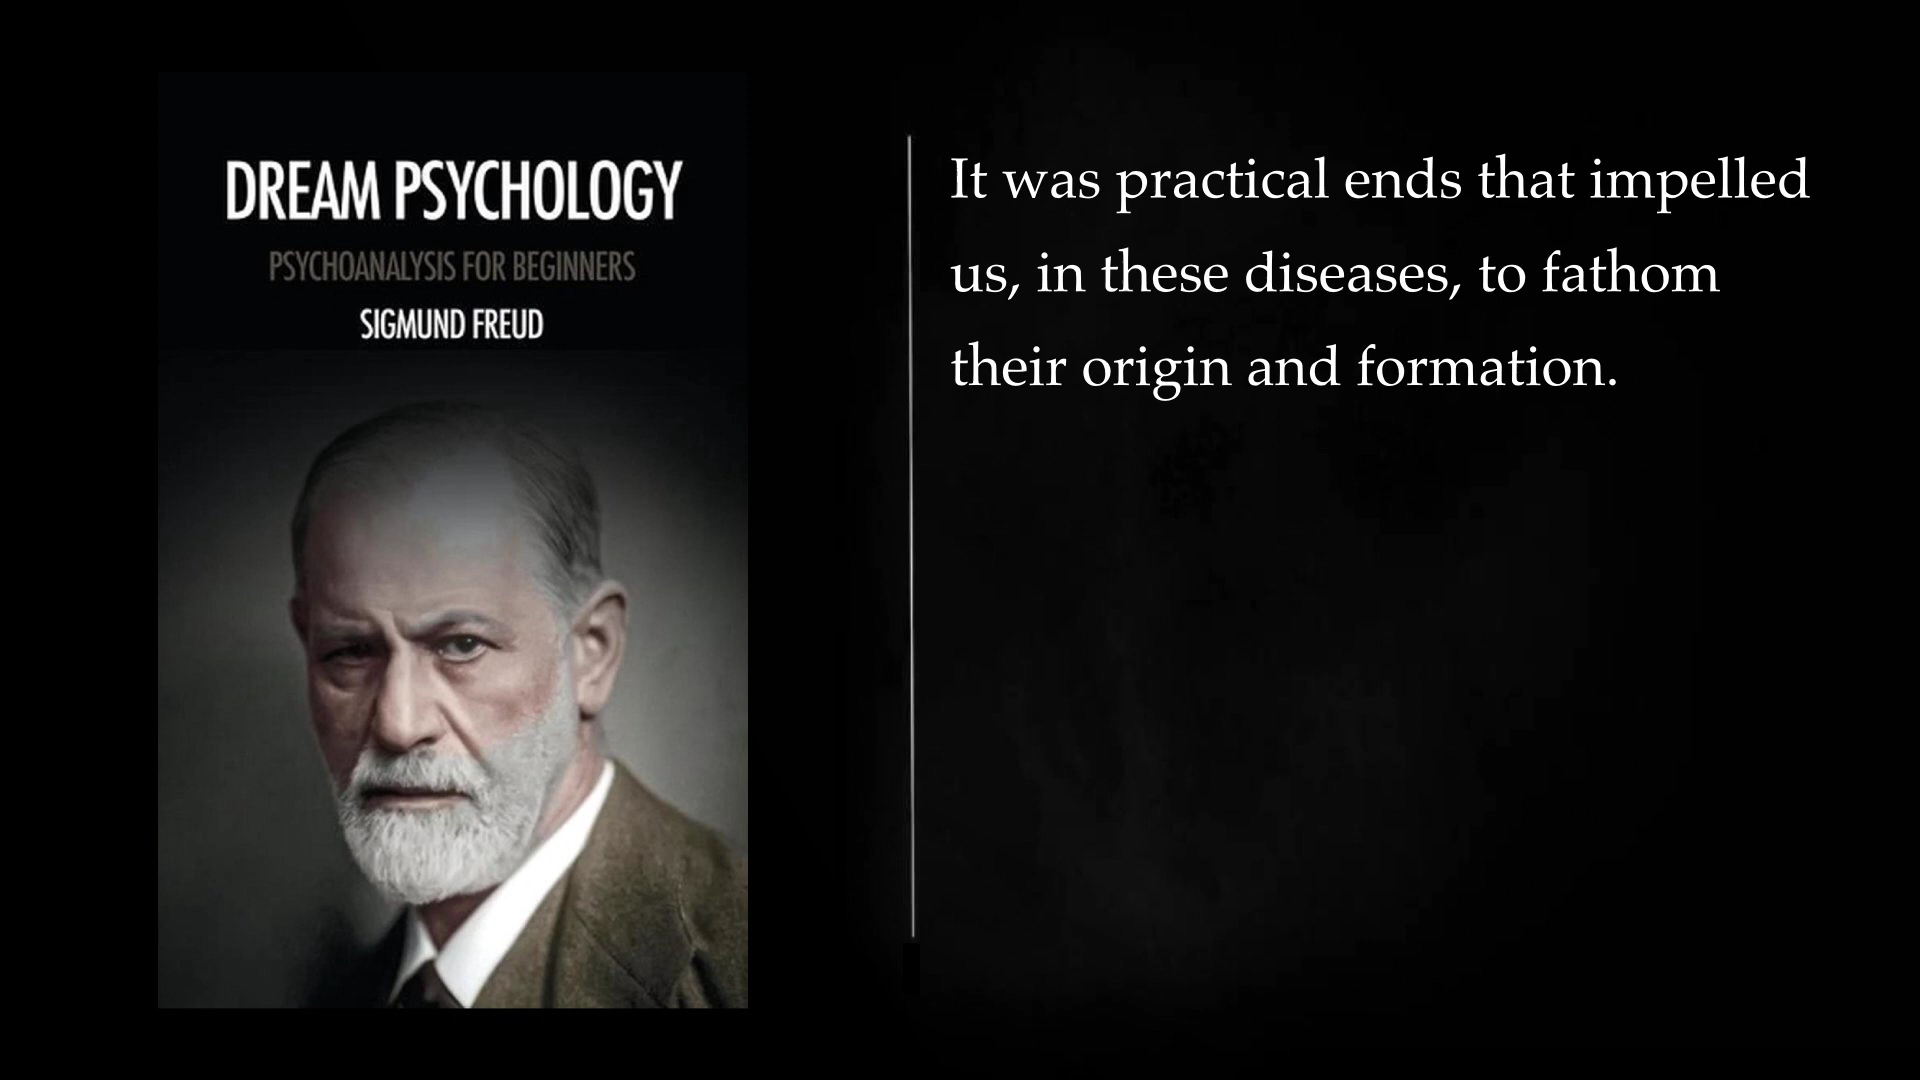 DREAM PSYCHOLOGY
PSYCHOANALYSIS FOR BEGINNERS
SIGMUND FREUD
It was practical ends that impelled
us, in these diseases, to fathom
their origin and formation.